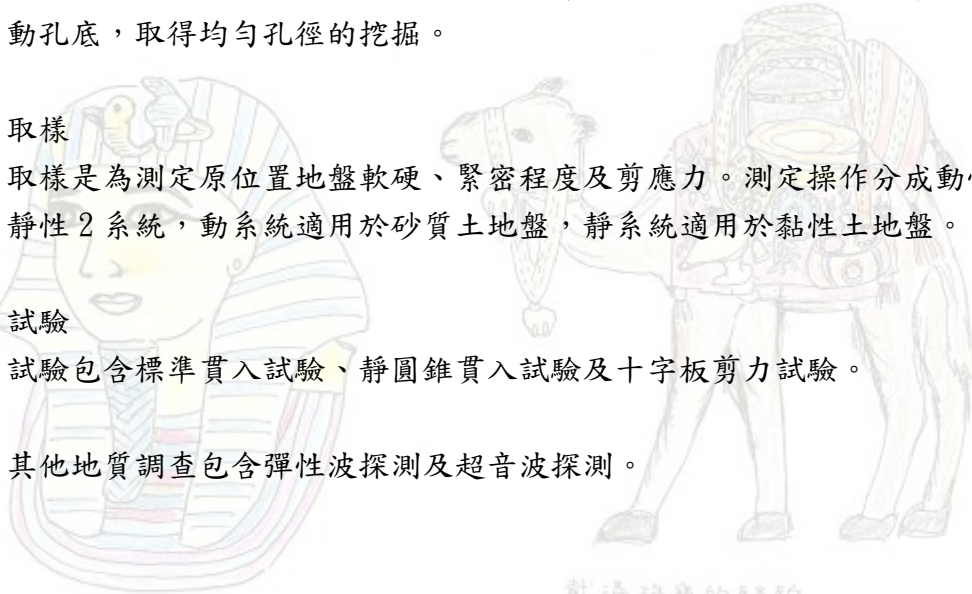 動孔底，取得均勻孔徑的挖掘。
取樣
取樣是為測定原位置地盤軟硬、緊密程度及剪應力。測定操作分成動
靜性 2 系統，動系統適用於砂質土地盤，靜系統適用於黏性土地盤。
試驗
試驗包含標準貫入試驗、靜圓錐貫入試驗及十字板剪力試驗。
其他地質調查包含彈性波探測及超音波探測。